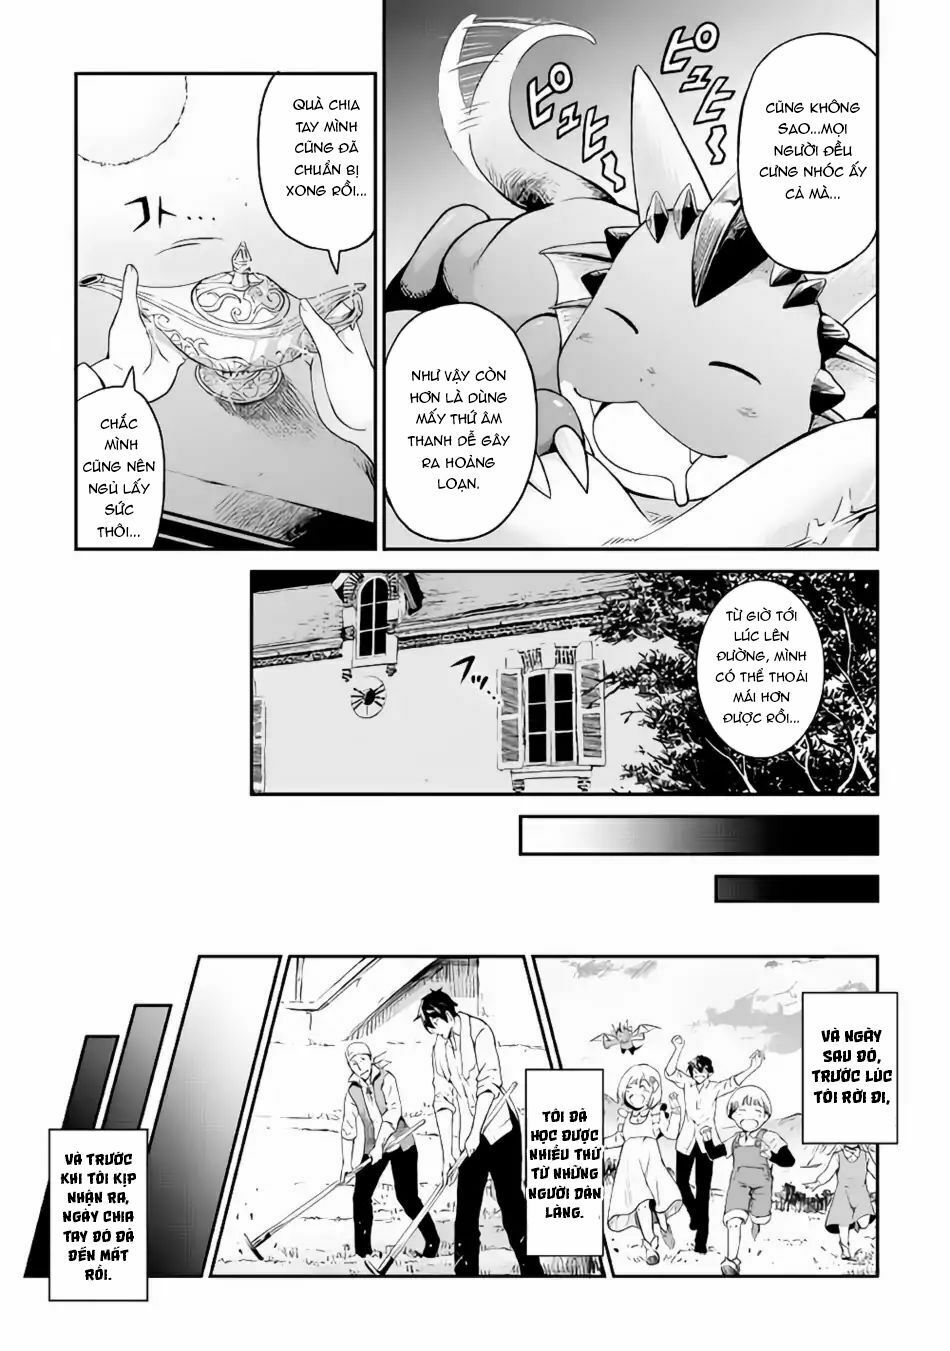 CŨNG KHÔNG
SAO...MỌI
NGƯỜI ĐỀU
CƯNG NHÓC ẤY
CẢ MÀ...
ピュピ〜
ピュピ〜
NHƯ VẬY CÒN
HƠN LÀ DÙNG
MẤY THỨ ÂM
THANH DỄ GÂY
RA HOẢNG
LOẠN.
QUÀ CHIA
TAY MÌNH
CŨNG ĐÃ
CHUẨN BỊ
XONG RỒI...
コト...
CHẮC
MÌNH
CŨNG NÊN
NGỦ LẤY
SỨC
THÔI...
TỪ GIỜ TỚI
LÚC LÊN
ĐƯỜNG, MÌNH
CÓ THỂ THOẢI
MÁI HƠN
ĐƯỢC RỒI...
フッ...
VÀ NGÀY
SAU ĐÓ,
TRƯỚC LÚC
TÔI RỜI ĐI,
TÔI ĐÃ
HỌC ĐƯỢC
NHIỀU THỨ
TỪ NHỮNG
NGƯỜI DÂN
LÀNG.
VÀ TRƯỚC
KHI TÔI KỊP
NHẬN RA,
NGÀY CHIA
TAY ĐÓ ĐÃ
ĐẾN MẤT
RỒI.